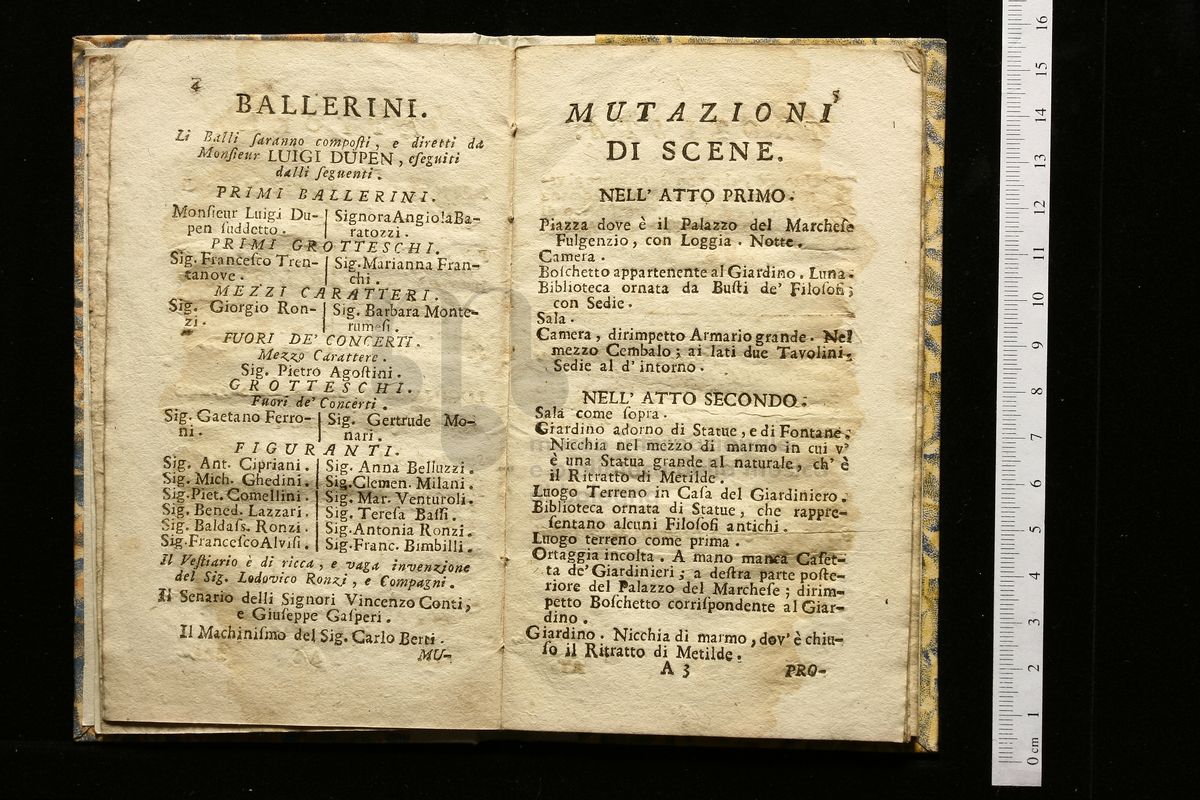 4
BALLERINI.
Li Balli ſaranno compoſti, e diretti da
Monſieur LUIGI DUPEN, eſeguiti
dalli ſeguenti.
PRIMI BALLERINI.
Monſieur Luigi Du- | Signora Angiola Ba-
pen ſuddetto. | ratozzi.
PRIMI GROTTESCHI.
Sig. Franceſco Tren- | Sig. Marianna Fran-
tanove. | chi.
MEZZI CARATTERI.
Sig. Giorgio Ron- | Sig. Barbara Monte-
zi. | rumeſi.
FUORI DE' CONCERTI.
Mezzo Carattere.
Sig. Pietro Agoſtini.
GROTTESCHI.
Fuori de' Concerti.
Sig. Gaetano Ferro- | Sig. Gertrude Mo-
ni. | nari.
FIGURANTI.
Sig. Ant. Cipriani. | Sig. Anna Belluzzi.
Sig. Mich. Ghedini. | Sig. Clemen. Milani.
Sig. Piet. Comellini. | Sig. Mar. Venturoli.
Sig. Bened. Lazzari. | Sig. Tereſa Baſſi.
Sig. Baldaſs. Ronzi. | Sig. Antonia Ronzi.
Sig. Franceſco Alviſi. | Sig. Franc. Bimbilli.
Il Veſtiario è di ricca, e vaga invenzione
del Sig. Lodovico Ronzi, e Compagni.
Il Senario delli Signori Vincenzo Conti,
e Giuſeppe Gaſperi.
Il Machiniſmo del Sig. Carlo Berti.
MU-
5
MUTAZIONI
DI SCENE.
NELL' ATTO PRIMO.
Piazza dove è il Palazzo del Marcheſe
Fulgenzio, con Loggia. Notte.
Camera.
Boſchetto appartenente al Giardino. Luna.
Biblioteca ornata da Buſti de' Filoſofi;
con Sedie.
Sala.
Camera, dirimpetto Armario grande. Nel
mezzo Cembalo; ai lati due Tavolini.
Sedie al d' intorno.
NELL' ATTO SECONDO.
Sala come ſopra.
Giardino adorno di Statue, e di Fontane.
Nicchia nel mezzo di marmo in cui v'
è una Statua grande al naturale, ch' è
il Ritratto di Metilde.
Luogo Terreno in Caſa del Giardiniero.
Biblioteca ornata di Statue, che rappre-
ſentano alcuni Filoſofi antichi.
Luogo terreno come prima.
Ortaggia incolta. A mano manca Caſet-
ta de' Giardinieri; a deſtra parte poſte-
riore del Palazzo del Marcheſe; dirim-
petto Boſchetto corriſpondente al Giar-
dino.
Giardino. Nicchia di marmo, dov' è chiu-
ſo il Ritratto di Metilde.
A 3
PRO-
0 cm 1 2 3 4 5 6 7 8 9 10 11 12 13 14 15 16